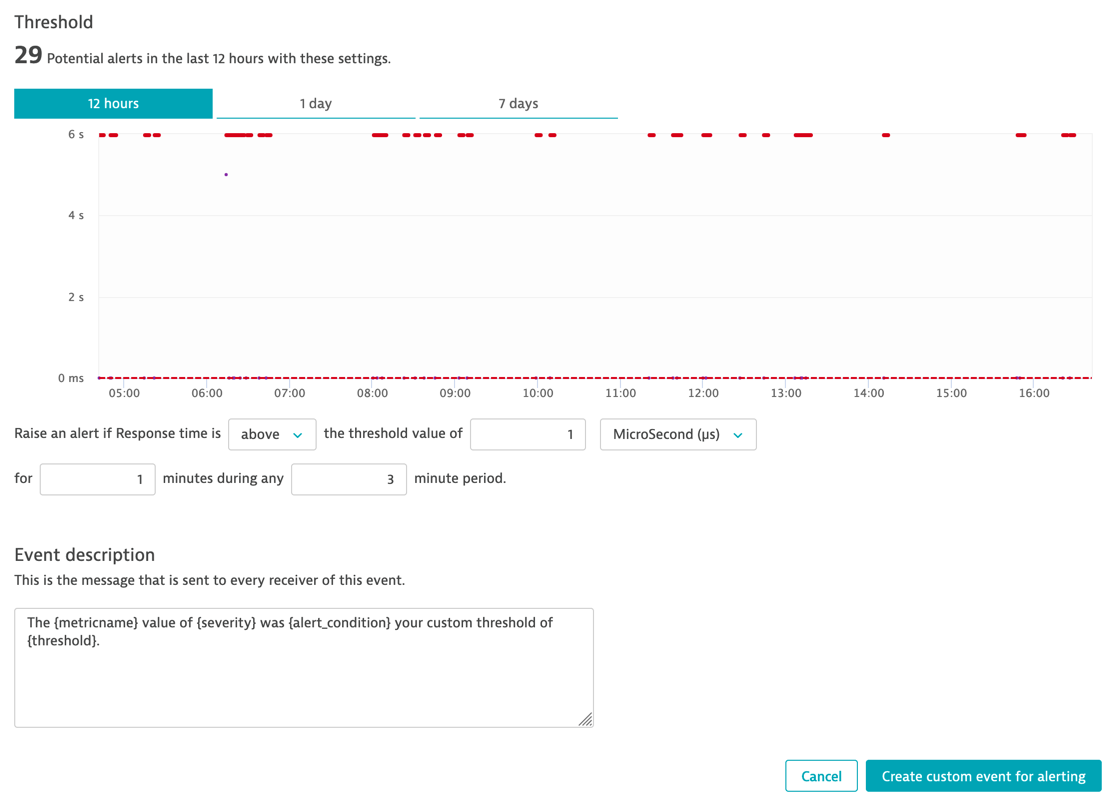 Threshold
29 Potential alerts in the last 12 hours with these settings.
12 hours 1 day 7 days
6 s
4 s
2 s
0 ms
05:00 06:00 07:00 08:00 09:00 10:00 11:00 12:00 13:00 14:00 15:00 16:00
Raise an alert if Response time is above the threshold value of 1 MicroSecond (µs)
for 1 minutes during any 3 minute period.
Event description
This is the message that is sent to every receiver of this event.
The {metricname} value of {severity} was {alert_condition} your custom threshold of
{threshold}.
Cancel Create custom event for alerting